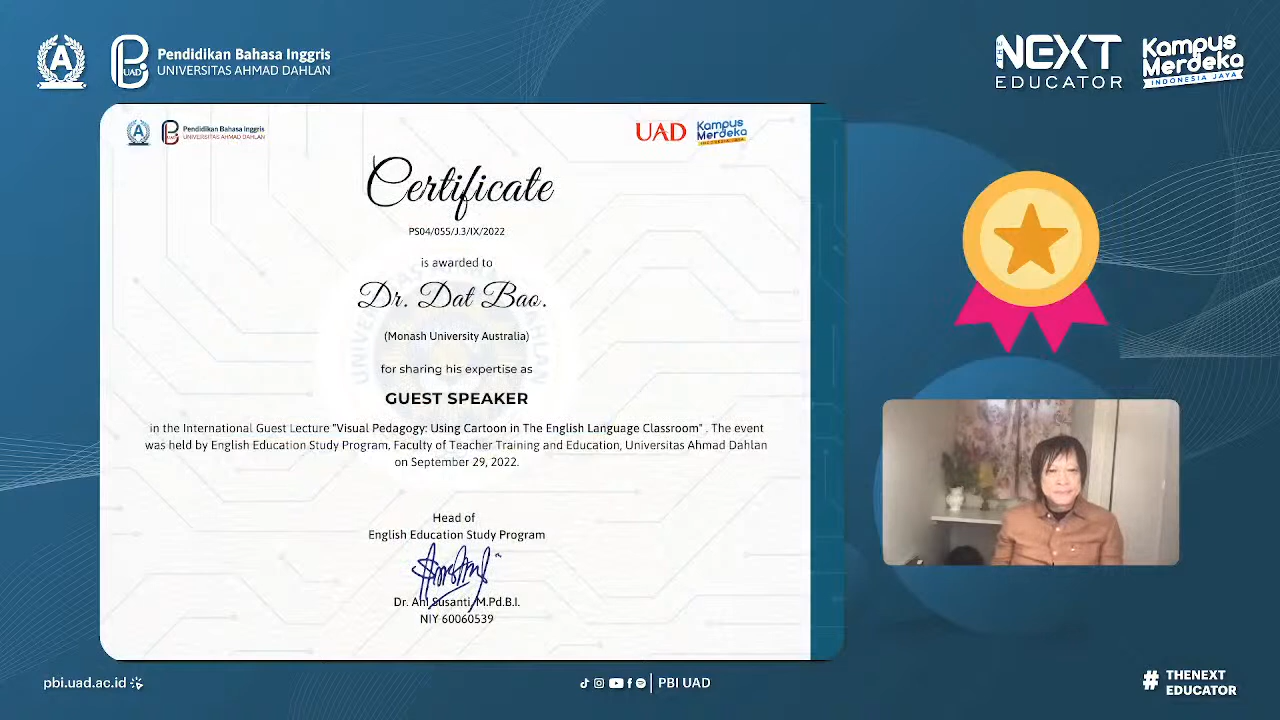 Pendidikan Bahasa Inggris
UNIVERSITAS AHMAD DAHLAN
THE NEXT
EDUCATOR
Kampus
Merdeka
INDONESIA JAYA
Pendidikan Bahasa Inggris
UNIVERSITAS AHMAD DAHLAN
UAD
Kampus
Merdeka
INDONESIA JAYA
Certificate
PS04/055/J.3/IX/2022
is awarded to
Dr. Dat Bao.
(Monash University Australia)
for sharing his expertise as
GUEST SPEAKER
in the International Guest Lecture "Visual Pedagogy: Using Cartoon in The English Language Classroom" . The event
was held by English Education Study Program, Faculty of Teacher Training and Education, Universitas Ahmad Dahlan
on September 29, 2022.
Head of
English Education Study Program
Dr. Ani Susanti, M.Pd.B.I.
NIY 60060539
pbi.uad.ac.id
PBI UAD
# THENEXT
EDUCATOR